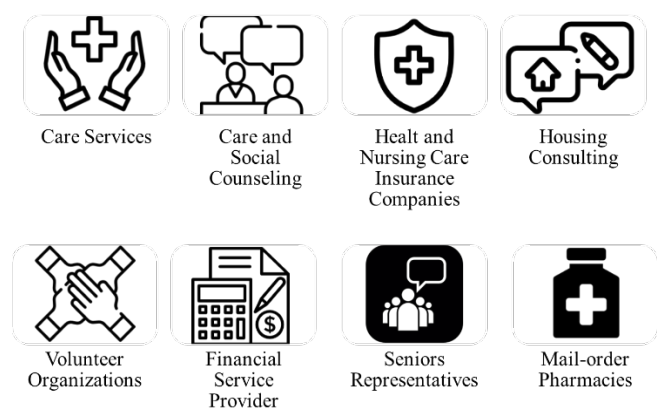 Care Services
Care and
Social
Counseling
Healt and
Nursing Care
Insurance
Companies
Housing
Consulting
$
Volunteer
Organizations
Financial
Service
Provider
Seniors
Representatives
Mail-order
Pharmacies